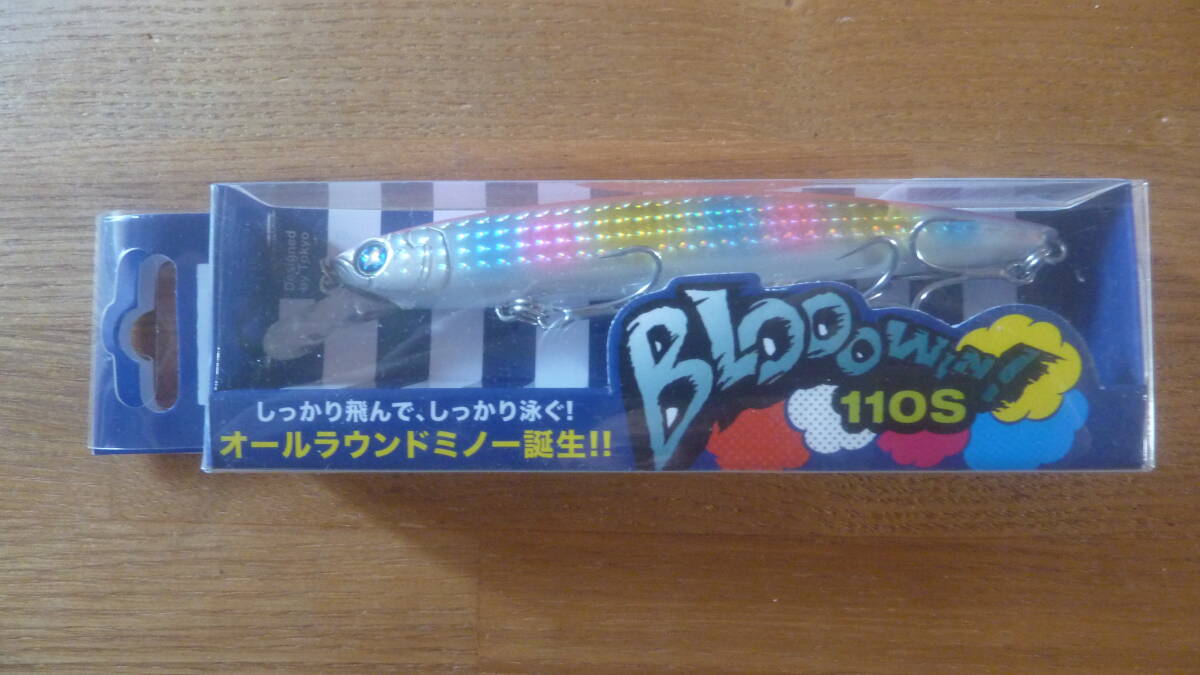 Designed
by Tokyo
BLOOOWIN!
110S
しっかり飛んで、しっかり泳ぐ!
オールラウンドミノー誕生!!